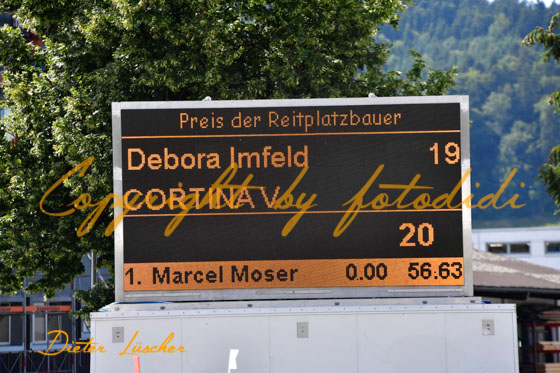 Preis der Reitplatzbauer
Debora Imfeld 19
CORTINA V
Copyright by fotodidi
20
1. Marcel Moser 0.00 56.63
Dieter Lüscher